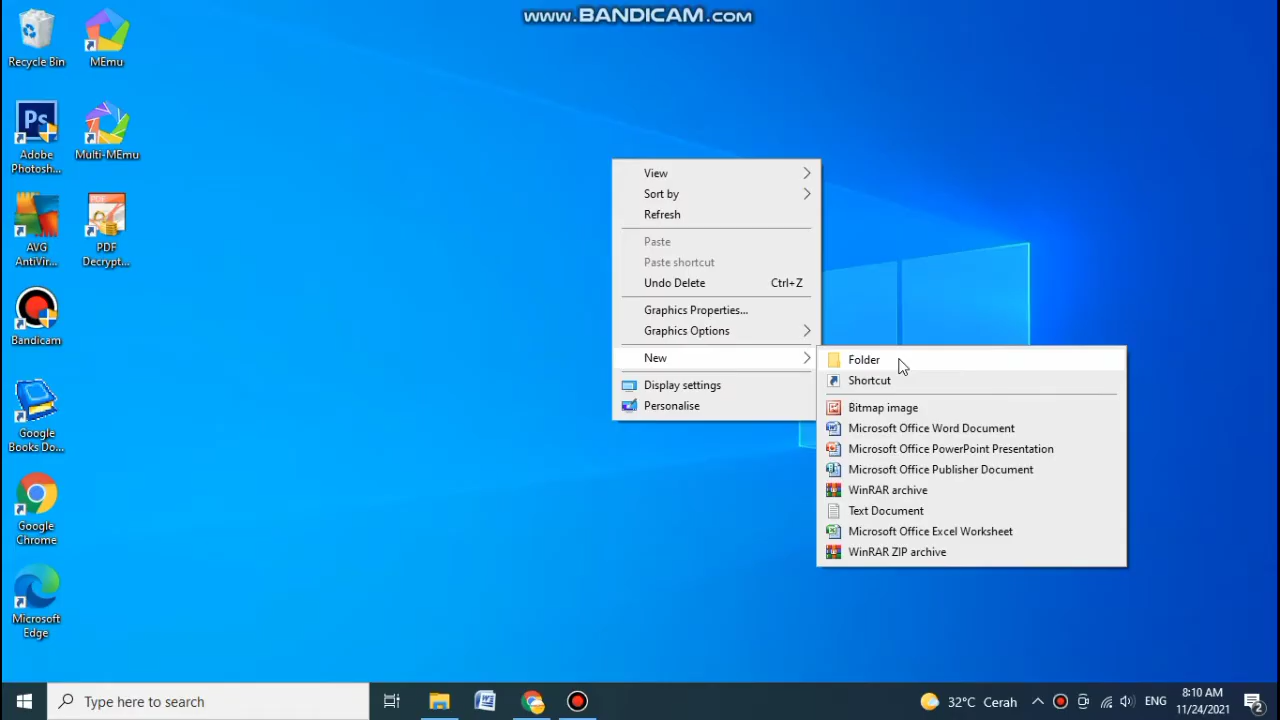 www.BANDICAM.com
Recycle Bin
MEmu
Ps
Adobe
Photosh...
Multi-MEmu
AVG
AntiVir...
PDF
PDF
Decrypt...
Bandicam
Google
Books Do...
Google
Chrome
Microsoft
Edge
View
Sort by
Refresh
Paste
Paste shortcut
Undo Delete Ctrl+Z
Graphics Properties...
Graphics Options
New
Display settings
Personalise
Folder
Shortcut
Bitmap image
Microsoft Office Word Document
Microsoft Office PowerPoint Presentation
Microsoft Office Publisher Document
WinRAR archive
Text Document
Microsoft Office Excel Worksheet
WinRAR ZIP archive
Type here to search
32°C Cerah
ENG
8:10 AM
11/24/2021
2